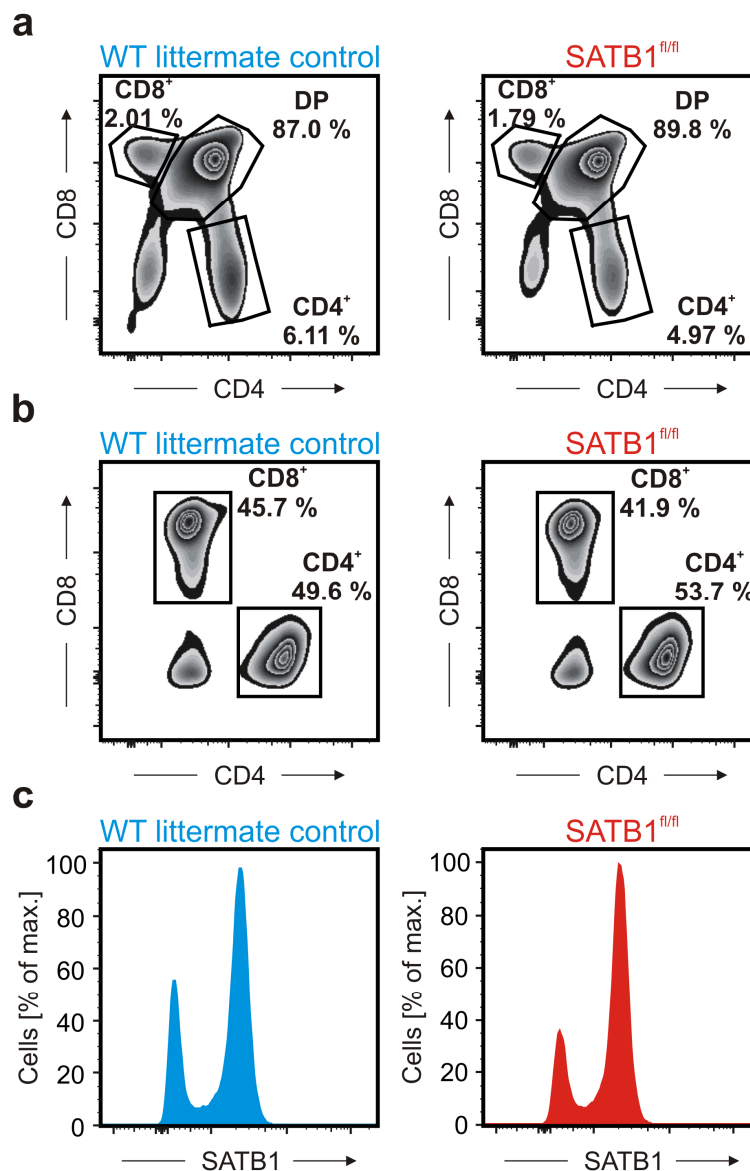 a
WT littermate control
SATB1fl/fl
CD8+
2.01 %
DP
87.0 %
CD4+
6.11 %
CD8
CD4
CD8+
1.79 %
DP
89.8 %
CD4+
4.97 %
CD8
CD4
b
WT littermate control
SATB1fl/fl
CD8+
45.7 %
CD4+
49.6 %
CD8
CD4
CD8+
41.9 %
CD4+
53.7 %
CD8
CD4
c
WT littermate control
SATB1fl/fl
Cells [% of max.]
100
80
60
40
20
0
SATB1
Cells [% of max.]
100
80
60
40
20
0
SATB1